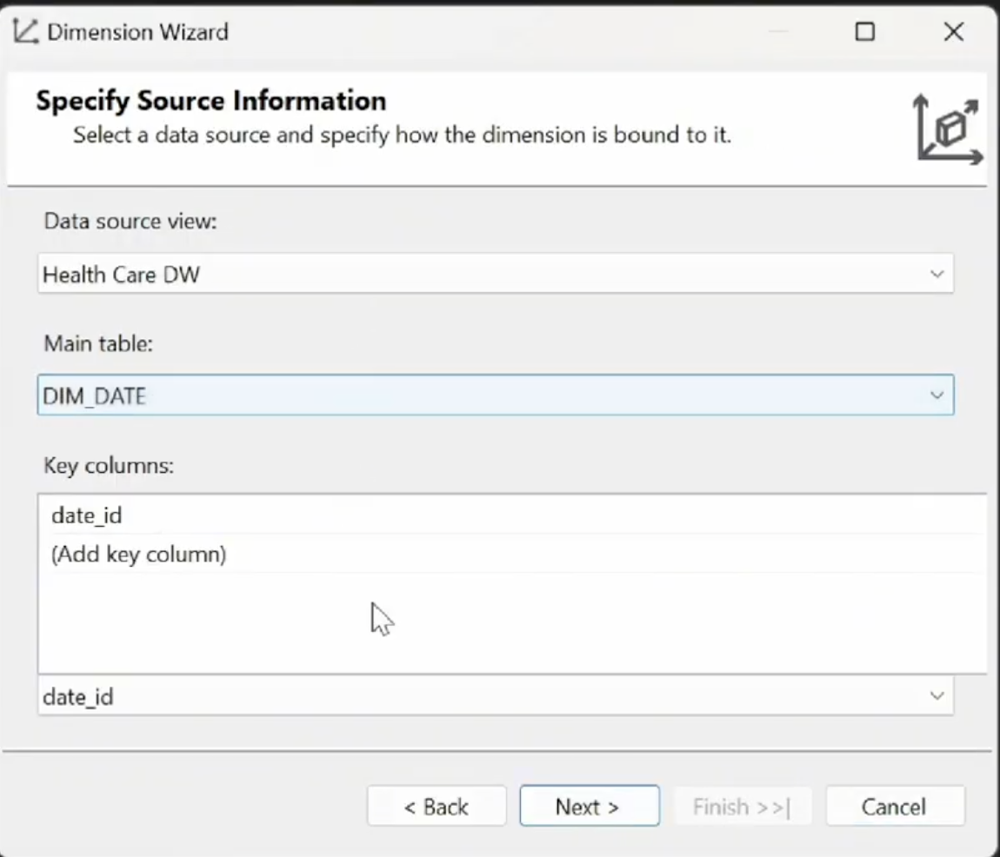 Dimension Wizard
Specify Source Information
Select a data source and specify how the dimension is bound to it.
Data source view:
Health Care DW
Main table:
DIM_DATE
Key columns:
date_id
(Add key column)
date_id
< Back
Next >
Finish >>|
Cancel